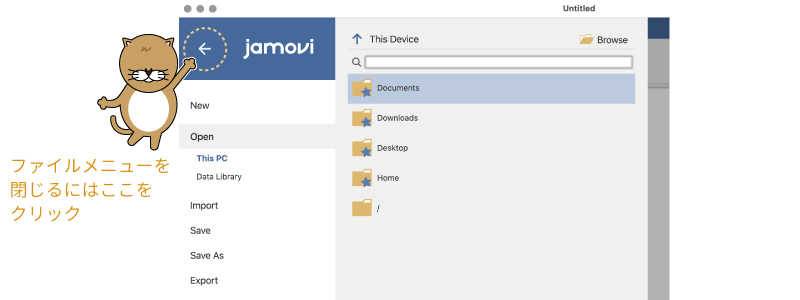 Untitled
jamovi
This Device
Browse
Documents
New
Downloads
Open
Desktop
This PC
Data Library
Home
Import
/
Save
Save As
Export
ファイルメニューを
閉じるにはここを
クリック